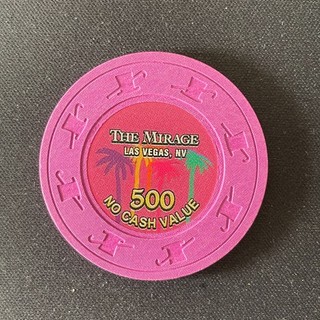 THE MIRAGE
LAS VEGAS, NV
500
NO CASH VALUE